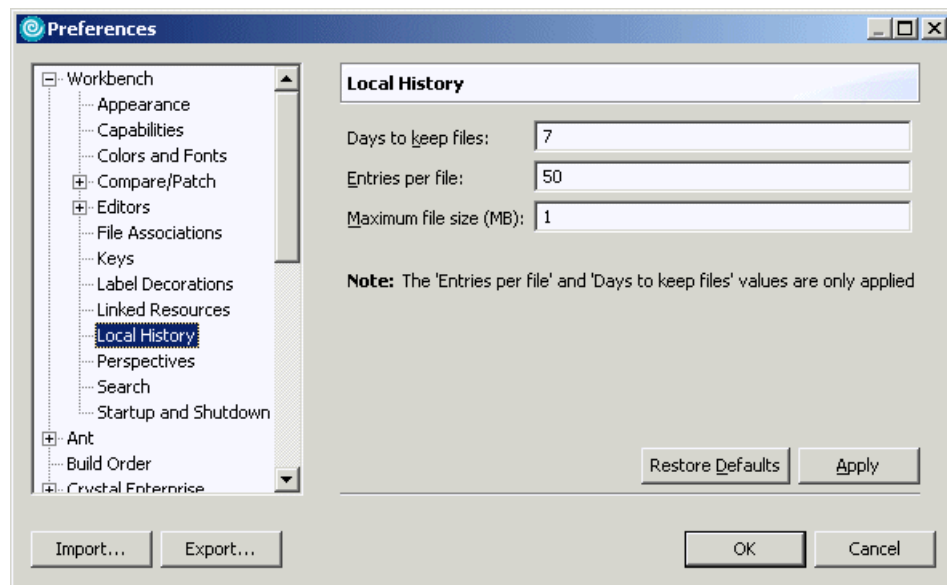 Preferences
Workbench
Appearance
Capabilities
Colors and Fonts
Compare/Patch
Editors
File Associations
Keys
Label Decorations
Linked Resources
Local History
Perspectives
Search
Startup and Shutdown
Ant
Build Order
Crystal Enterprise
Local History
Days to keep files: 7
Entries per file: 50
Maximum file size (MB): 1
Note: The 'Entries per file' and 'Days to keep files' values are only applied
Restore Defaults Apply
Import... Export... OK Cancel